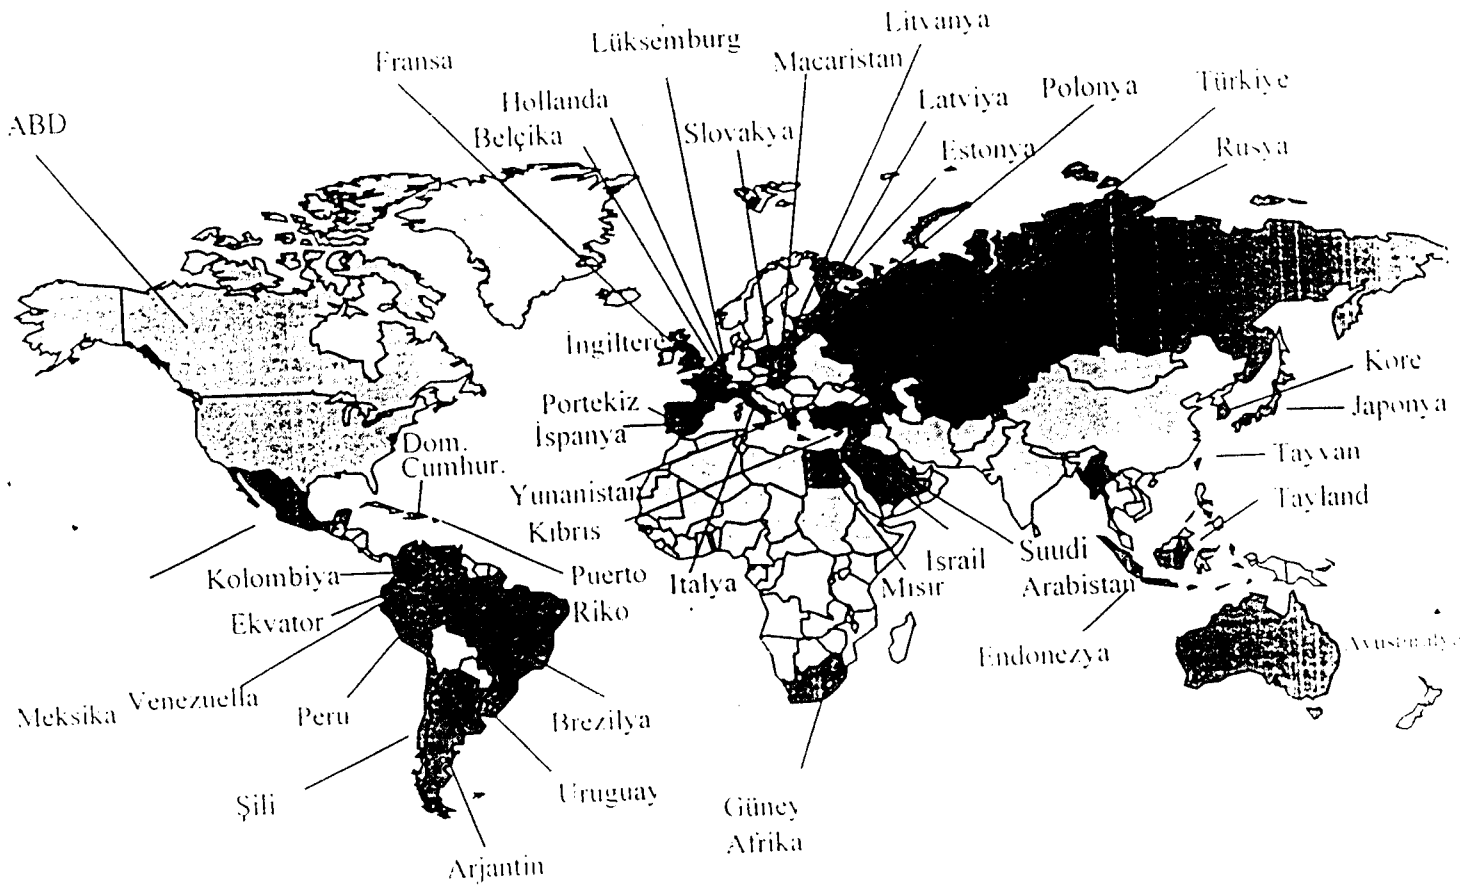 Litvanya
Lüksemburg
Fransa
Macaristan
Türkiye
Polonya
Hollanda
Latviya
ABD
Belçika
Slovakya
Estonya
Rusya
İngiltere
Kore
Portekiz
Japonya
İspanya
Dom.
Cumhur.
Tayvan
Yunanistan
Tayland
Kıbrıs
Kolombiya
Puerto
Riko
Italya
Israil
Mısır
Suudi
Arabistan
Ekvator
Endonezya
Avustralya
Meksika
Venezuella
Peru
Brezilya
Şili
Uruguay
Güney
Afrika
Arjantin